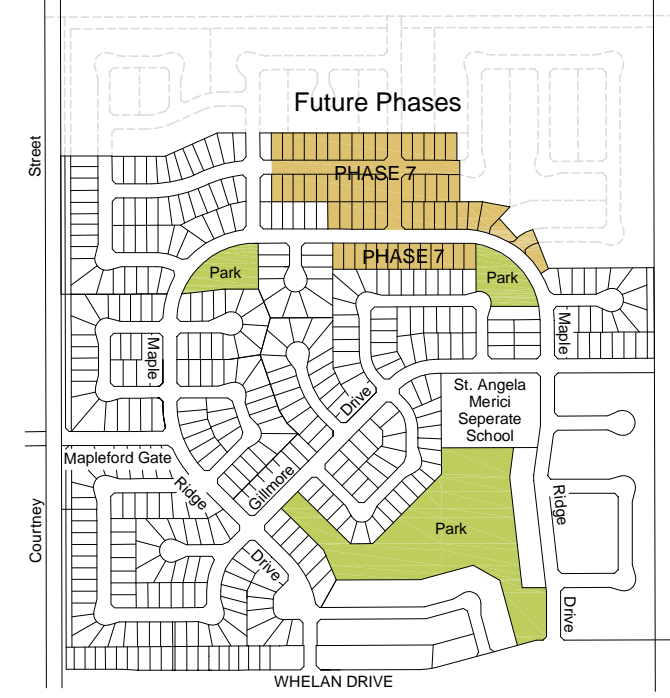 Future Phases
Street
PHASE 7
PHASE 7
Park
Park
Maple
Maple
St. Angela
Merici
Seperate
School
Drive
Mapleford Gate
Ridge
Gillmore
Ridge
Courtney
Park
Drive
Drive
WHELAN DRIVE